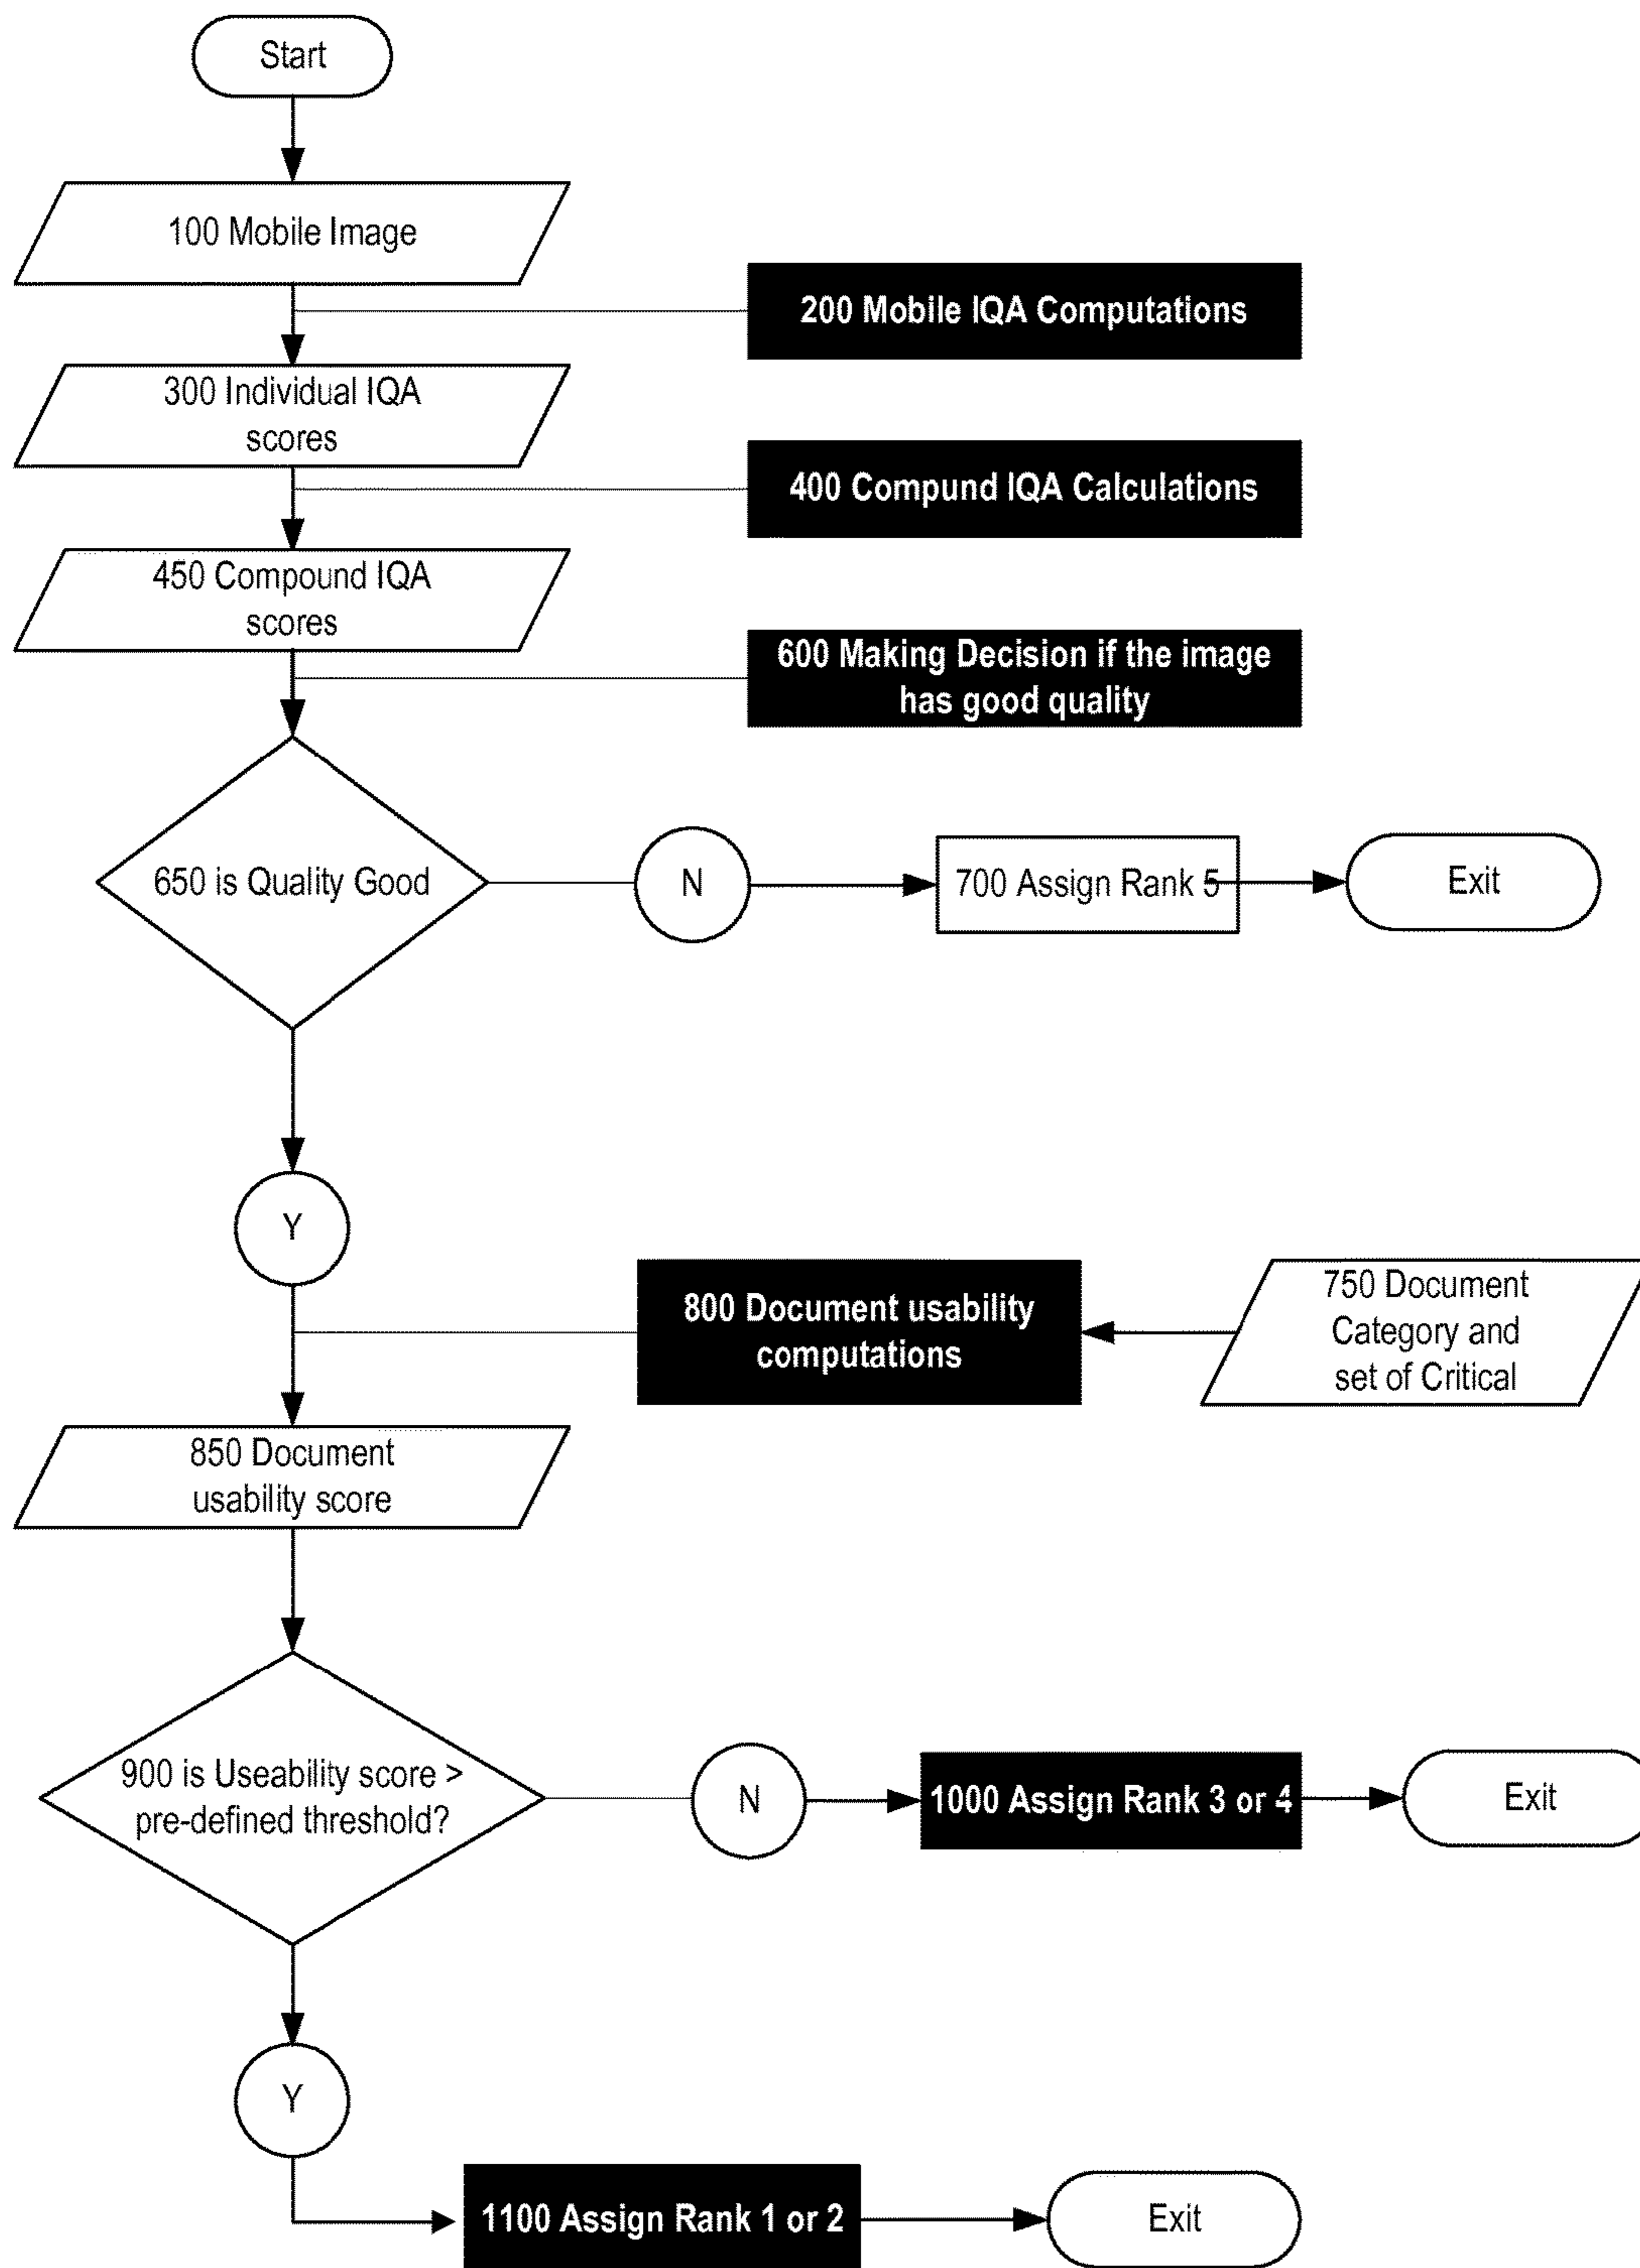 Start
100 Mobile Image
200 Mobile IQA Computations
300 Individual IQA
scores
400 Compund IQA Calculations
450 Compound IQA
scores
600 Making Decision if the image
has good quality
650 is Quality Good
N
700 Assign Rank 5
Exit
Y
800 Document usability
computations
750 Document
Category and
set of Critical
850 Document
usability score
900 is Useability score >
pre-defined threshold?
N
1000 Assign Rank 3 or 4
Exit
Y
1100 Assign Rank 1 or 2
Exit